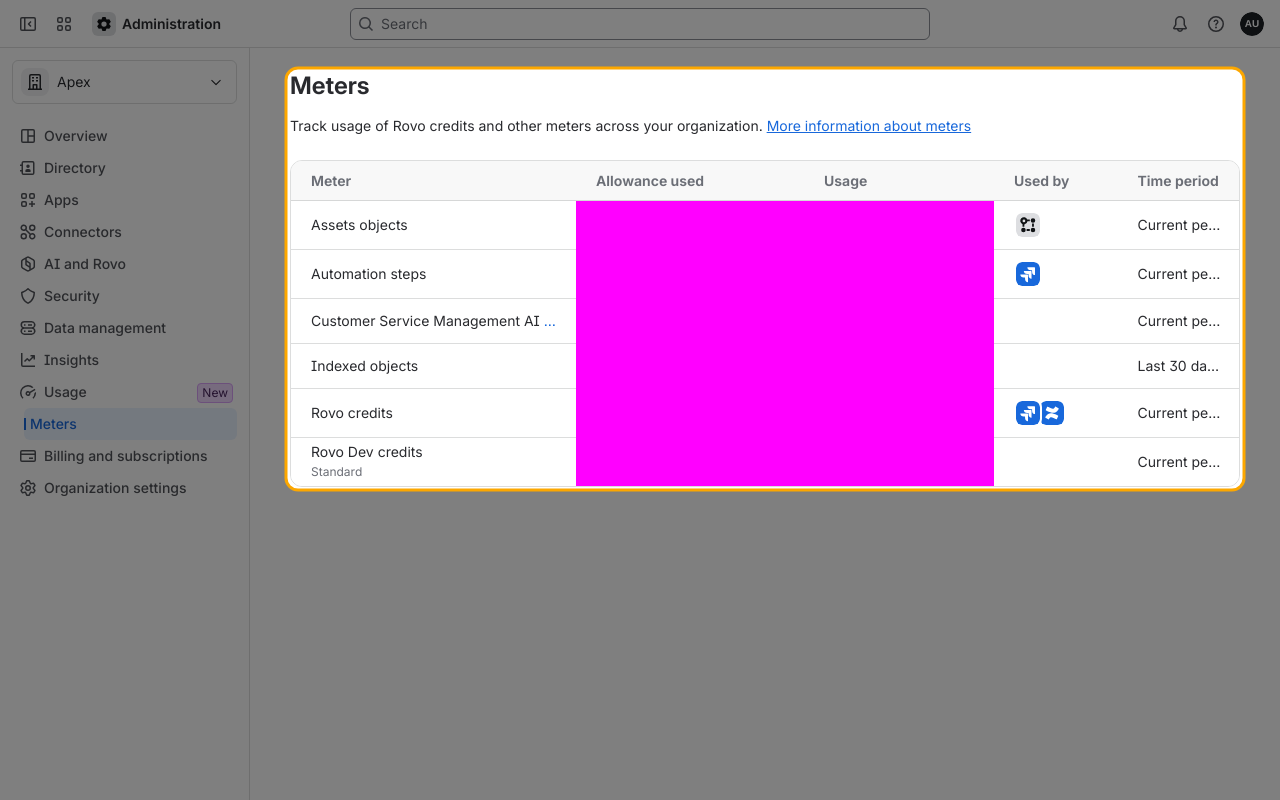 Administration
Search
AU
Apex
Overview
Directory
Apps
Connectors
AI and Rovo
Security
Data management
Insights
Usage New
Meters
Billing and subscriptions
Organization settings
Meters
Track usage of Rovo credits and other meters across your organization. More information about meters
Meter Allowance used Usage Used by Time period
Assets objects Current pe...
Automation steps Current pe...
Customer Service Management AI ... Current pe...
Indexed objects Last 30 da...
Rovo credits Current pe...
Rovo Dev credits
Standard
Current pe...